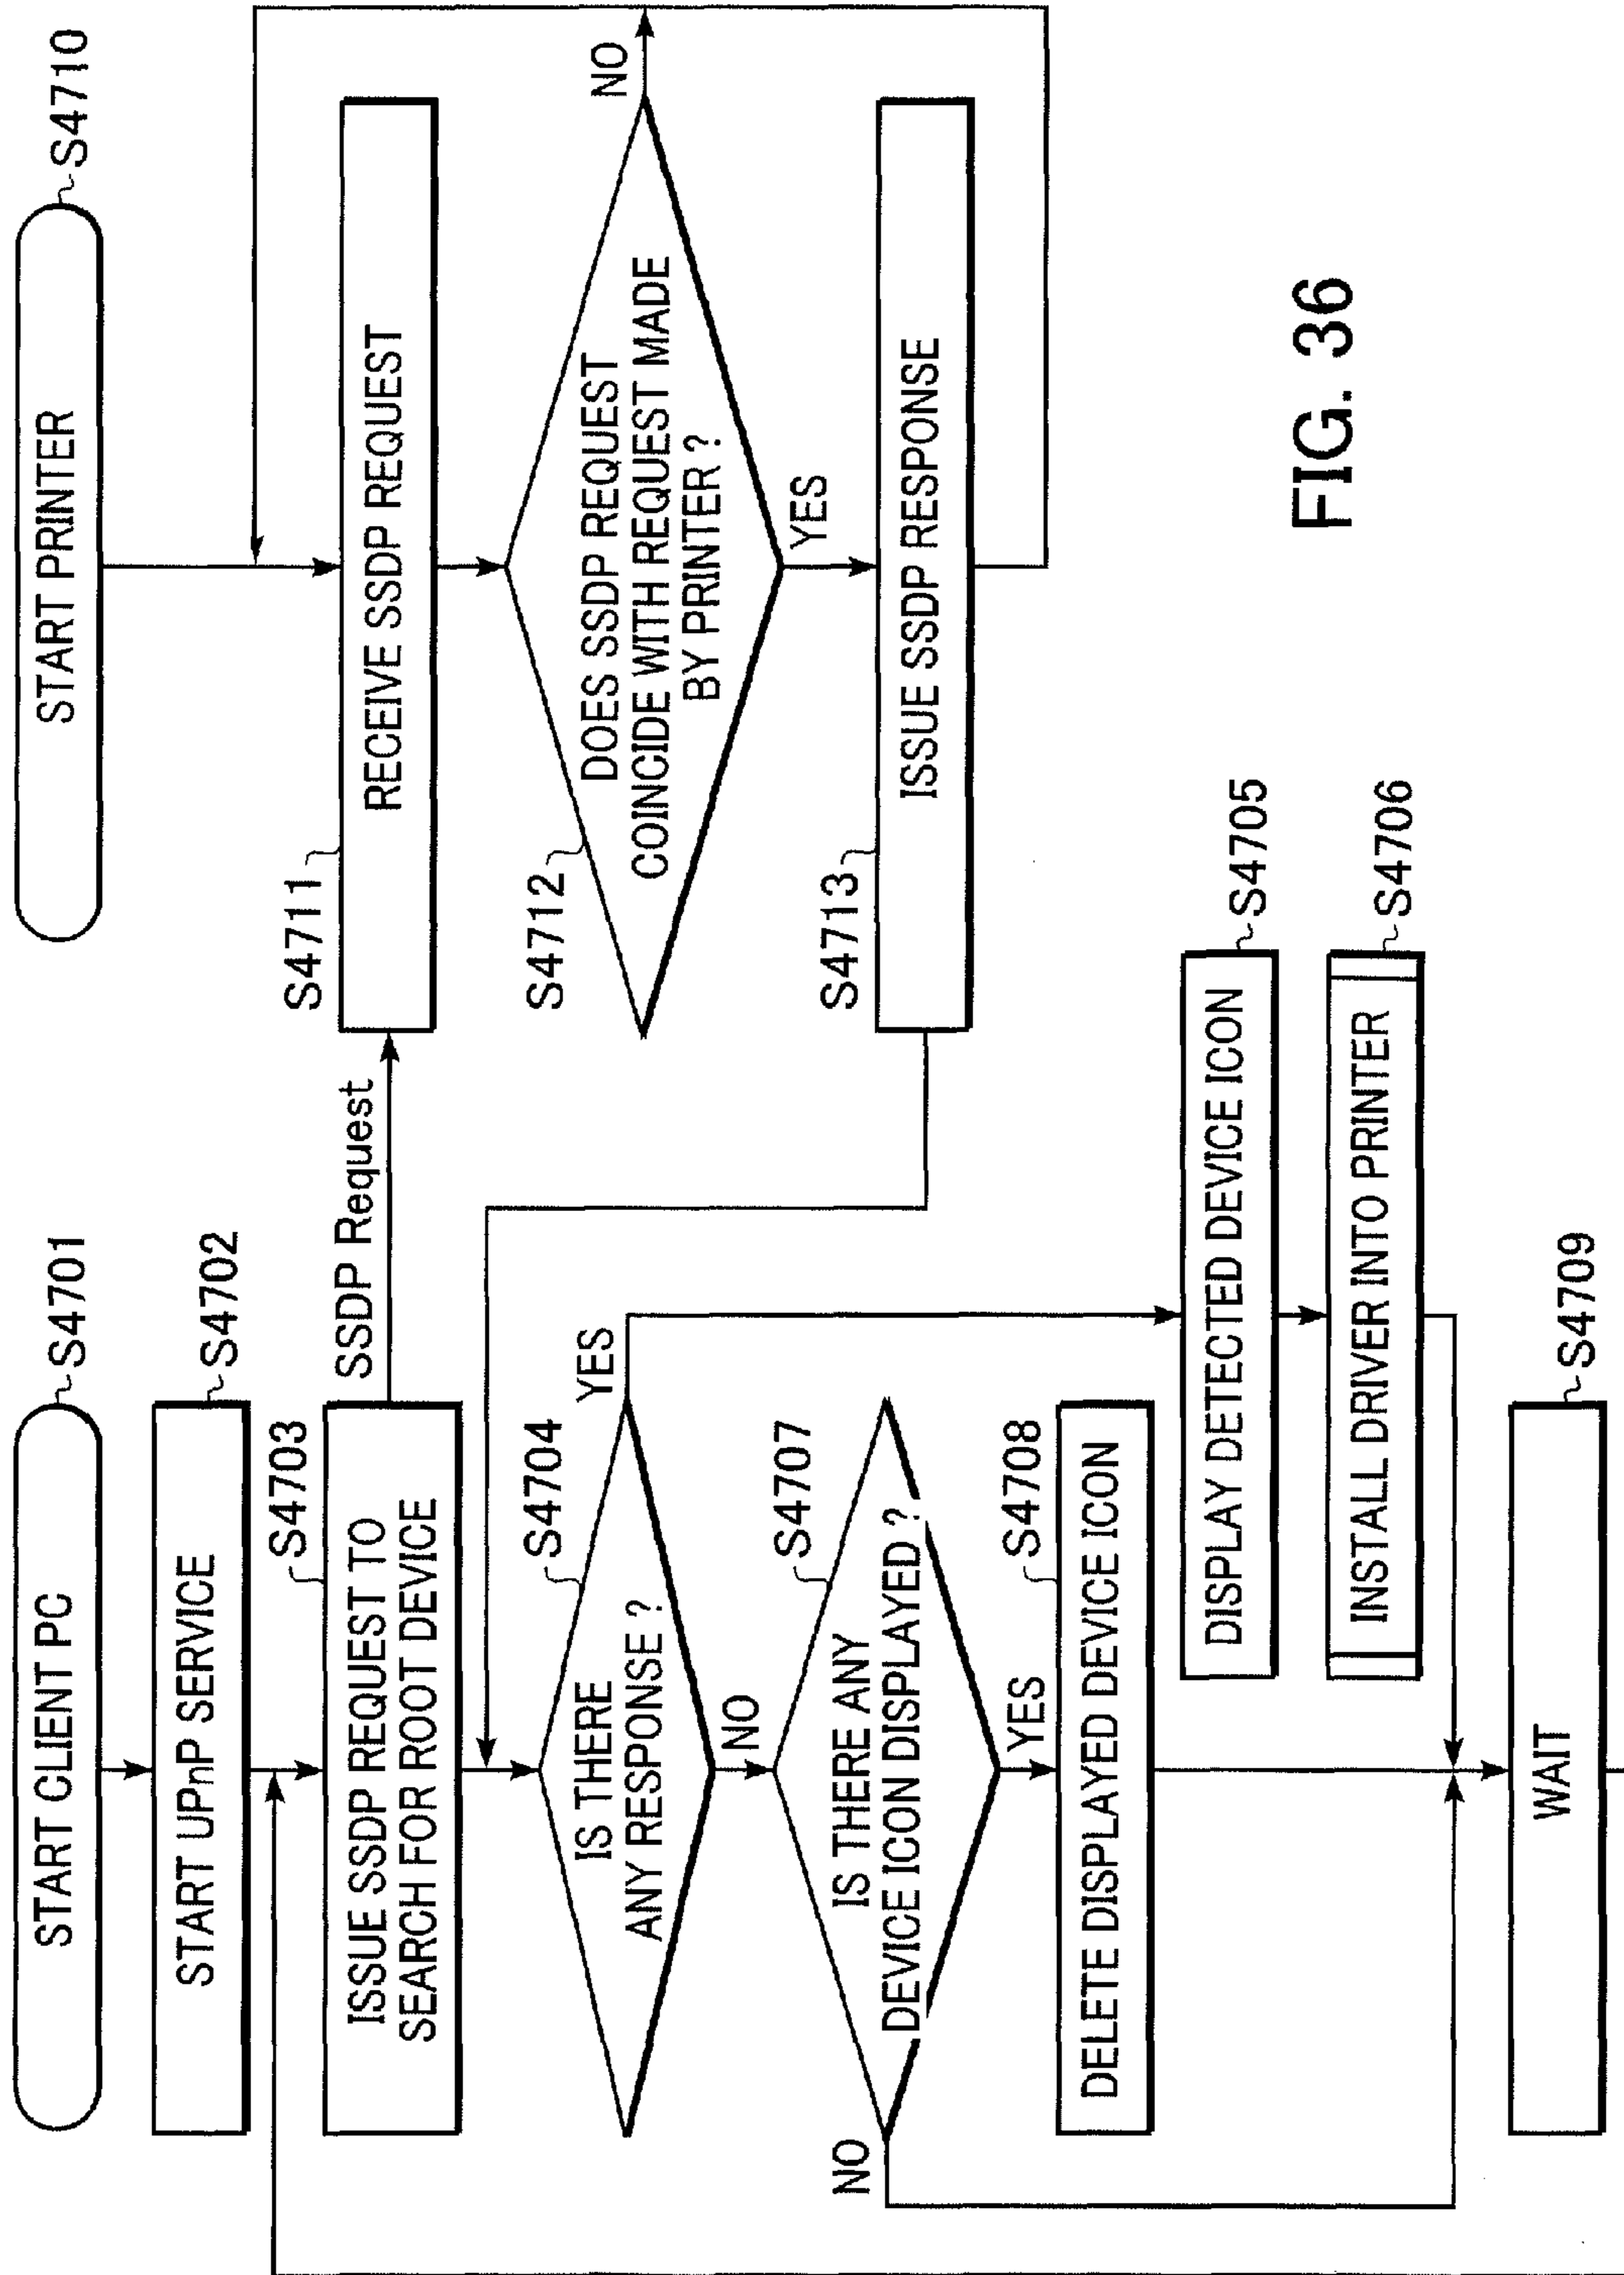 START CLIENT PC
S4701
START UPnP SERVICE
S4702
S4703
ISSUE SSDP REQUEST TO
SEARCH FOR ROOT DEVICE
SSDP Request
S4704
IS THERE
ANY RESPONSE ?
YES
NO
S4707
IS THERE ANY
DEVICE ICON DISPLAYED ?
NO
YES
S4708
DELETE DISPLAYED DEVICE ICON
DISPLAY DETECTED DEVICE ICON
S4705
INSTALL DRIVER INTO PRINTER
S4706
WAIT
S4709
START PRINTER
S4710
S4711
RECEIVE SSDP REQUEST
S4712
DOES SSDP REQUEST
COINCIDE WITH REQUEST MADE
BY PRINTER ?
NO
YES
S4713
ISSUE SSDP RESPONSE
FIG. 36